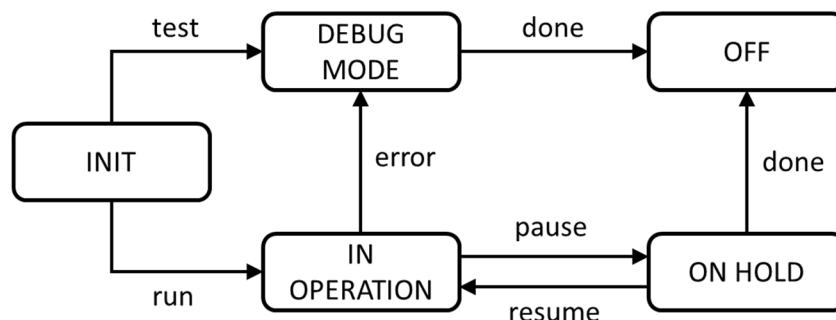 test
DEBUG
MODE
done
OFF
INIT
error
done
run
IN
OPERATION
pause
resume
ON HOLD